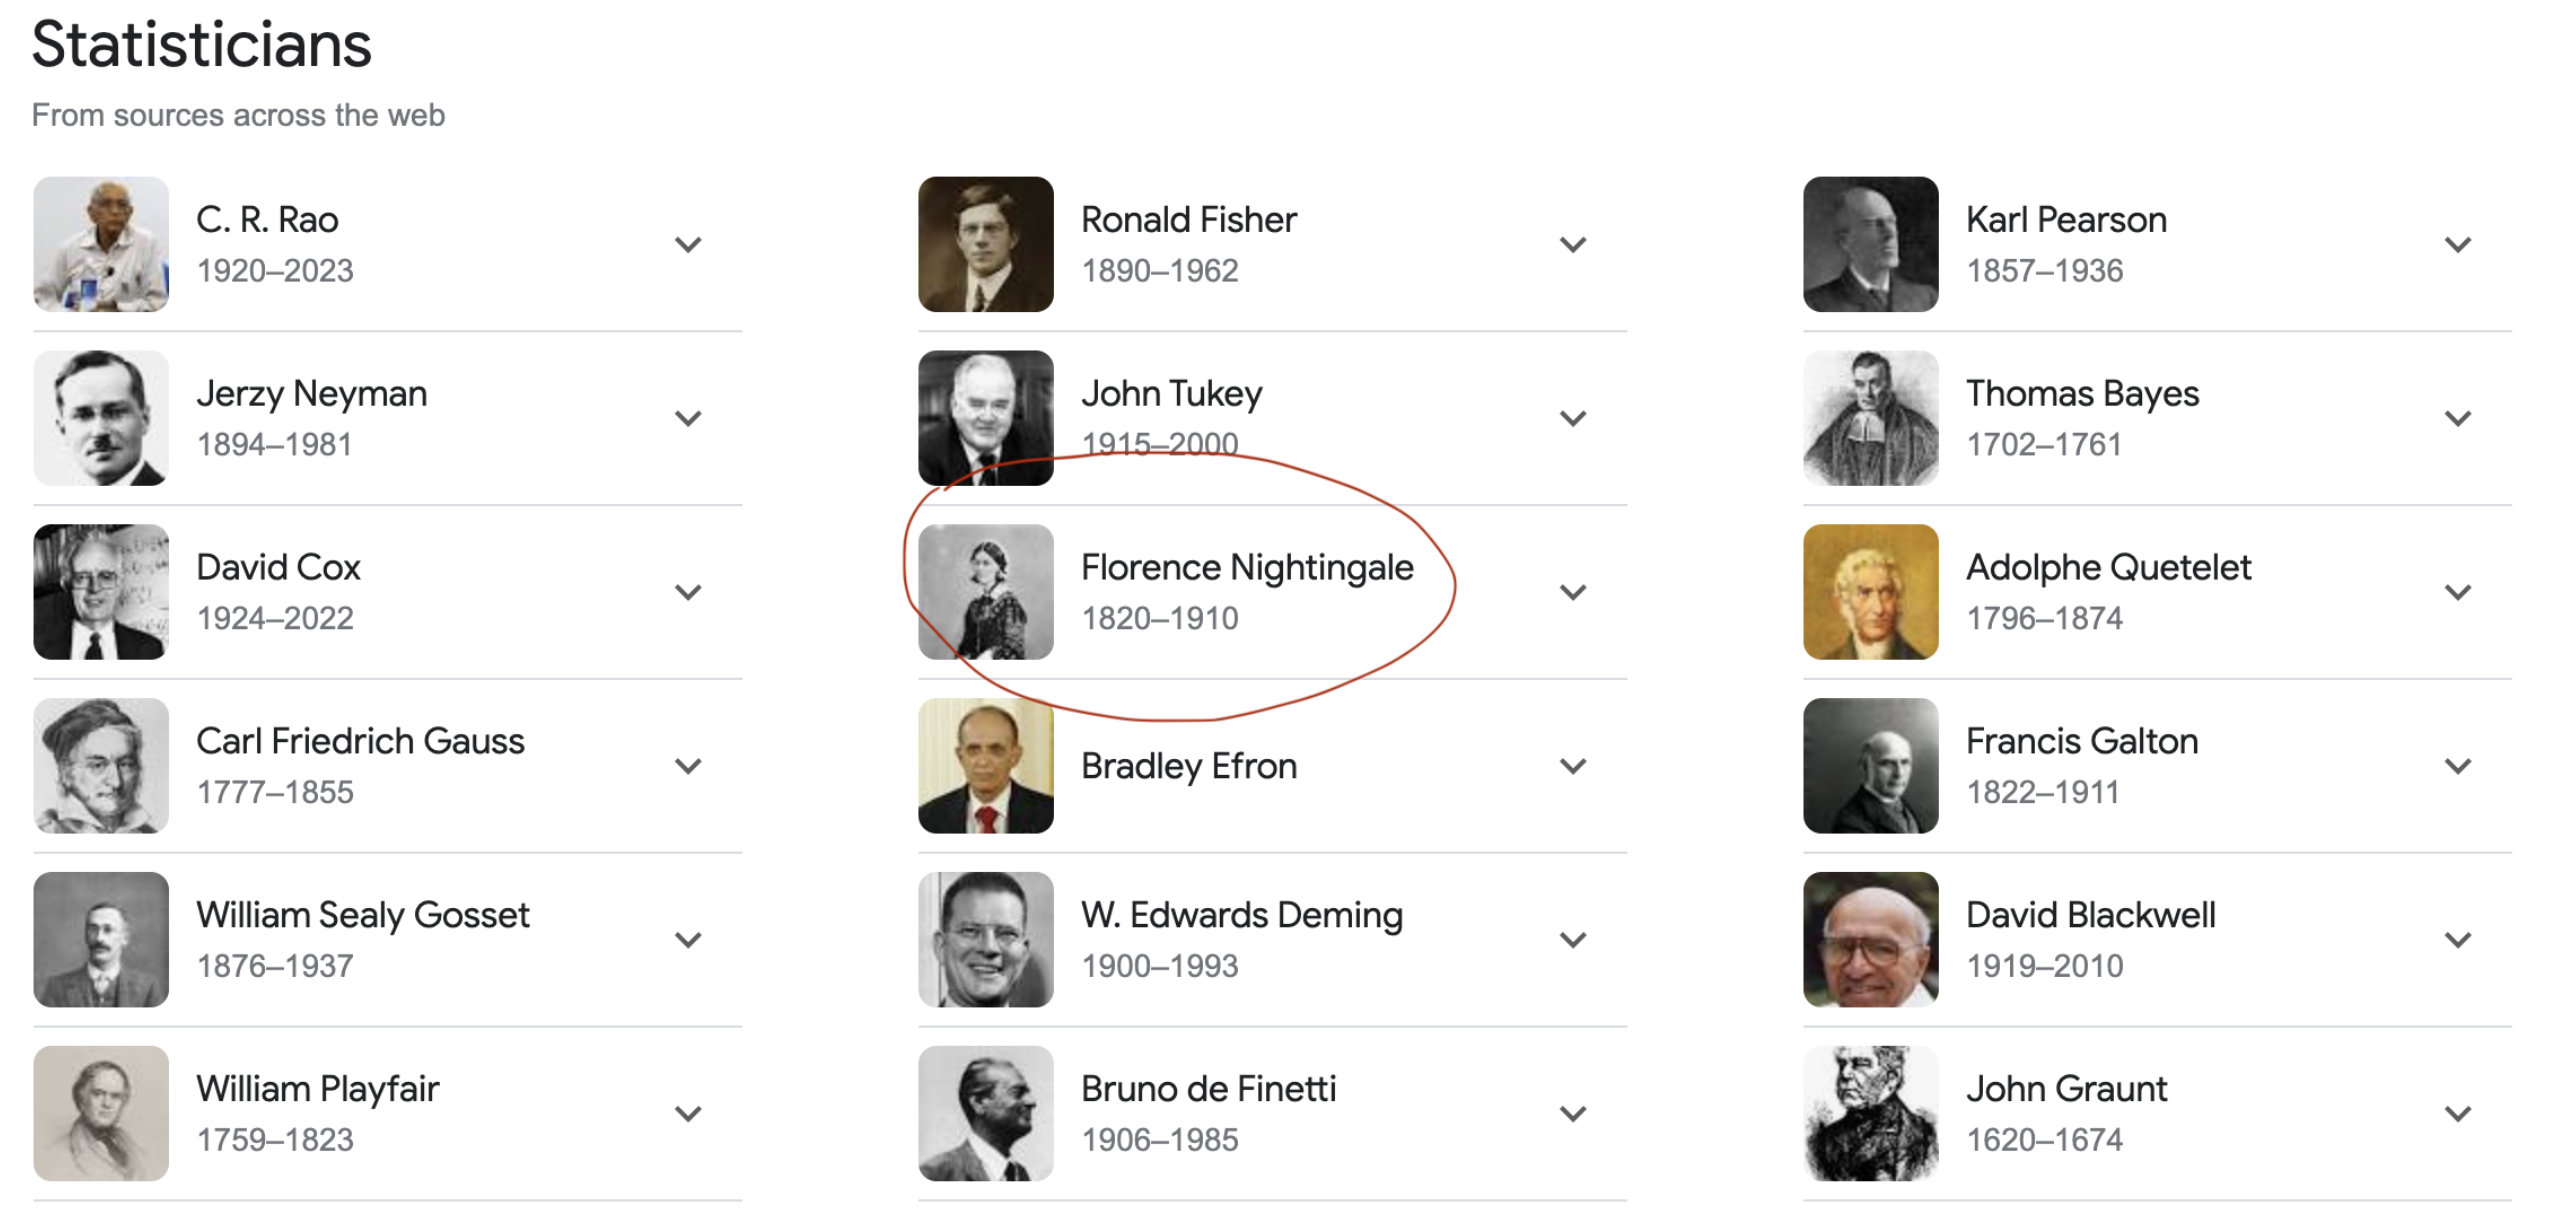 Statisticians
From sources across the web
C. R. Rao
1920–2023
Ronald Fisher
1890–1962
Karl Pearson
1857–1936
Jerzy Neyman
1894–1981
John Tukey
1915–2000
Thomas Bayes
1702–1761
David Cox
1924–2022
Florence Nightingale
1820–1910
Adolphe Quetelet
1796–1874
Carl Friedrich Gauss
1777–1855
Bradley Efron
Francis Galton
1822–1911
William Sealy Gosset
1876–1937
W. Edwards Deming
1900–1993
David Blackwell
1919–2010
William Playfair
1759–1823
Bruno de Finetti
1906–1985
John Graunt
1620–1674